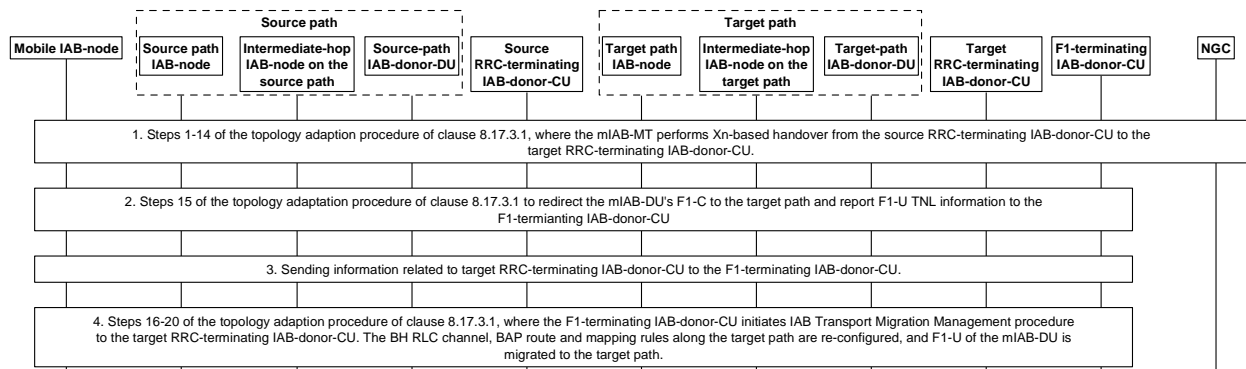 Source path
Target path
Mobile IAB-node
Source path
IAB-node
Intermediate-hop
IAB-node on the
source path
Source-path
IAB-donor-DU
Source
RRC-terminating
IAB-donor-CU
Target path
IAB-node
Intermediate-hop
IAB-node on the
target path
Target-path
IAB-donor-DU
Target
RRC-terminating
IAB-donor-CU
F1-terminating
IAB-donor-CU
NGC
1. Steps 1-14 of the topology adaption procedure of clause 8.17.3.1, where the mIAB-MT performs Xn-based handover from the source RRC-terminating IAB-donor-CU to the
target RRC-terminating IAB-donor-CU.
2. Steps 15 of the topology adaptation procedure of clause 8.17.3.1 to redirect the mIAB-DU's F1-C to the target path and report F1-U TNL information to the
F1-termianting IAB-donor-CU
3. Sending information related to target RRC-terminating IAB-donor-CU to the F1-terminating IAB-donor-CU.
4. Steps 16-20 of the topology adaption procedure of clause 8.17.3.1, where the F1-terminating IAB-donor-CU initiates IAB Transport Migration Management procedure
to the target RRC-terminating IAB-donor-CU. The BH RLC channel, BAP route and mapping rules along the target path are re-configured, and F1-U of the mIAB-DU is
migrated to the target path.